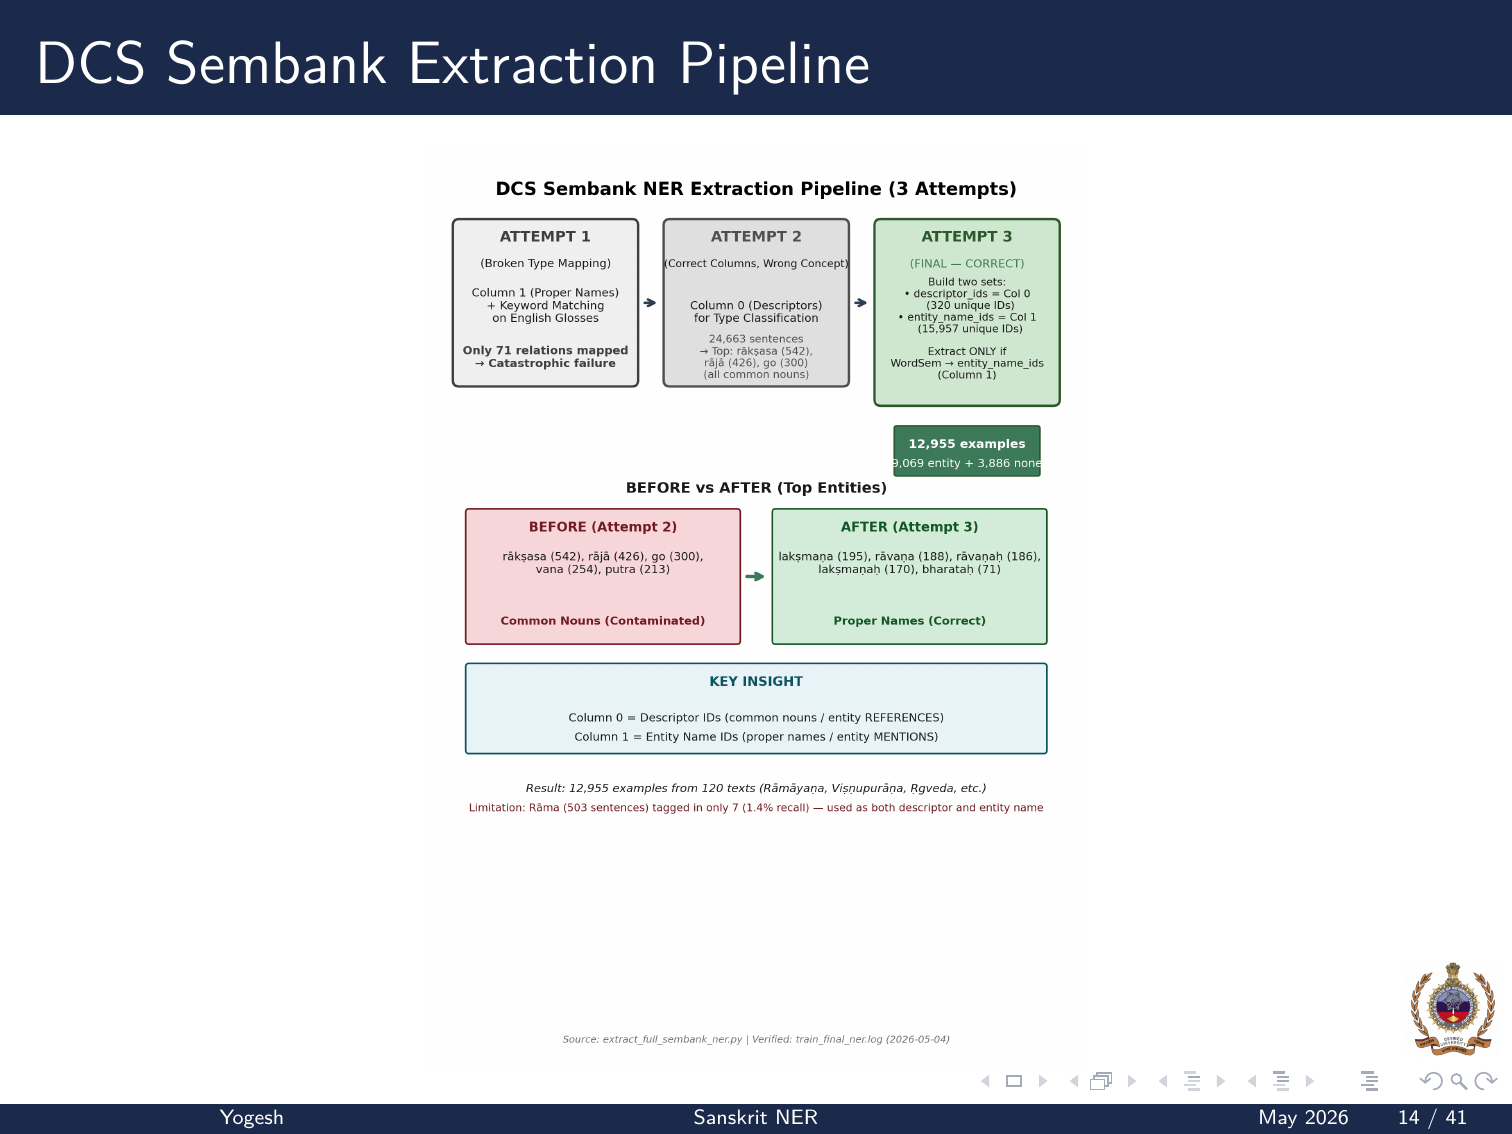 DCS Sembank Extraction Pipeline
DCS Sembank NER Extraction Pipeline (3 Attempts)
ATTEMPT 1
(Broken Type Mapping)
Column 1 (Proper Names)
+ Keyword Matching
on English Glosses
Only 71 relations mapped
→ Catastrophic failure
ATTEMPT 2
(Correct Columns, Wrong Concept)
Column 0 (Descriptors)
for Type Classification
24,663 sentences
→ Top: rākṣasa (542),
rājā (426), go (300)
(all common nouns)
ATTEMPT 3
(FINAL — CORRECT)
Build two sets:
• descriptor_ids = Col 0
(320 unique IDs)
• entity_name_ids = Col 1
(15,957 unique IDs)
Extract ONLY if
WordSem → entity_name_ids
(Column 1)
12,955 examples
9,069 entity + 3,886 none
BEFORE vs AFTER (Top Entities)
BEFORE (Attempt 2)
rākṣasa (542), rājā (426), go (300),
vana (254), putra (213)
Common Nouns (Contaminated)
AFTER (Attempt 3)
lakṣmaṇa (195), rāvaṇa (188), rāvaṇaḥ (186),
lakṣmaṇaḥ (170), bharataḥ (71)
Proper Names (Correct)
KEY INSIGHT
Column 0 = Descriptor IDs (common nouns / entity REFERENCES)
Column 1 = Entity Name IDs (proper names / entity MENTIONS)
Result: 12,955 examples from 120 texts (Rāmāyaṇa, Viṣṇupurāṇa, Ṛgveda, etc.)
Limitation: Rāma (503 sentences) tagged in only 7 (1.4% recall) — used as both descriptor and entity name
Source: extract_full_sembank_ner.py | Verified: train_final_ner.log (2026-05-04)
Yogesh
Sanskrit NER
May 2026
14 / 41